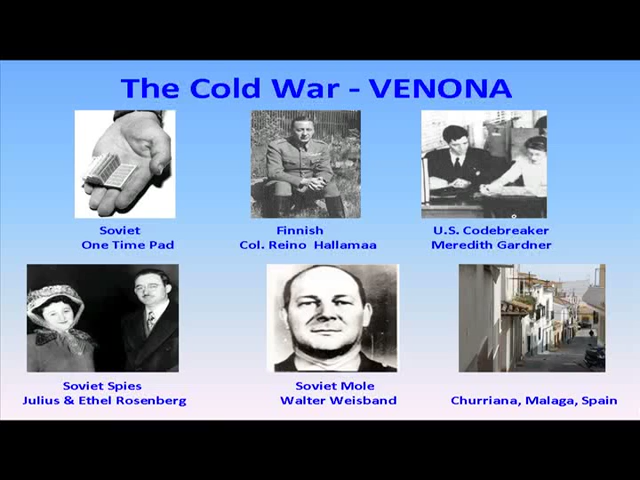 The Cold War - VENONA
Soviet
One Time Pad
Finnish
Col. Reino Hallamaa
U.S. Codebreaker
Meredith Gardner
Soviet Spies
Julius & Ethel Rosenberg
Soviet Mole
Walter Weisband
Churriana, Malaga, Spain